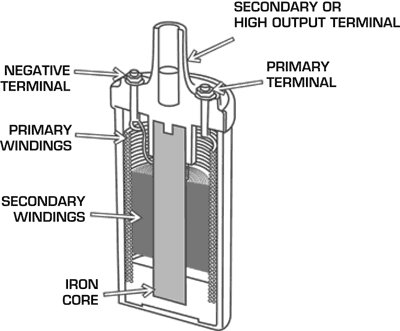 SECONDARY OR
HIGH OUTPUT TERMINAL
NEGATIVE
TERMINAL
PRIMARY
TERMINAL
PRIMARY
WINDINGS
SECONDARY
WINDINGS
IRON
CORE